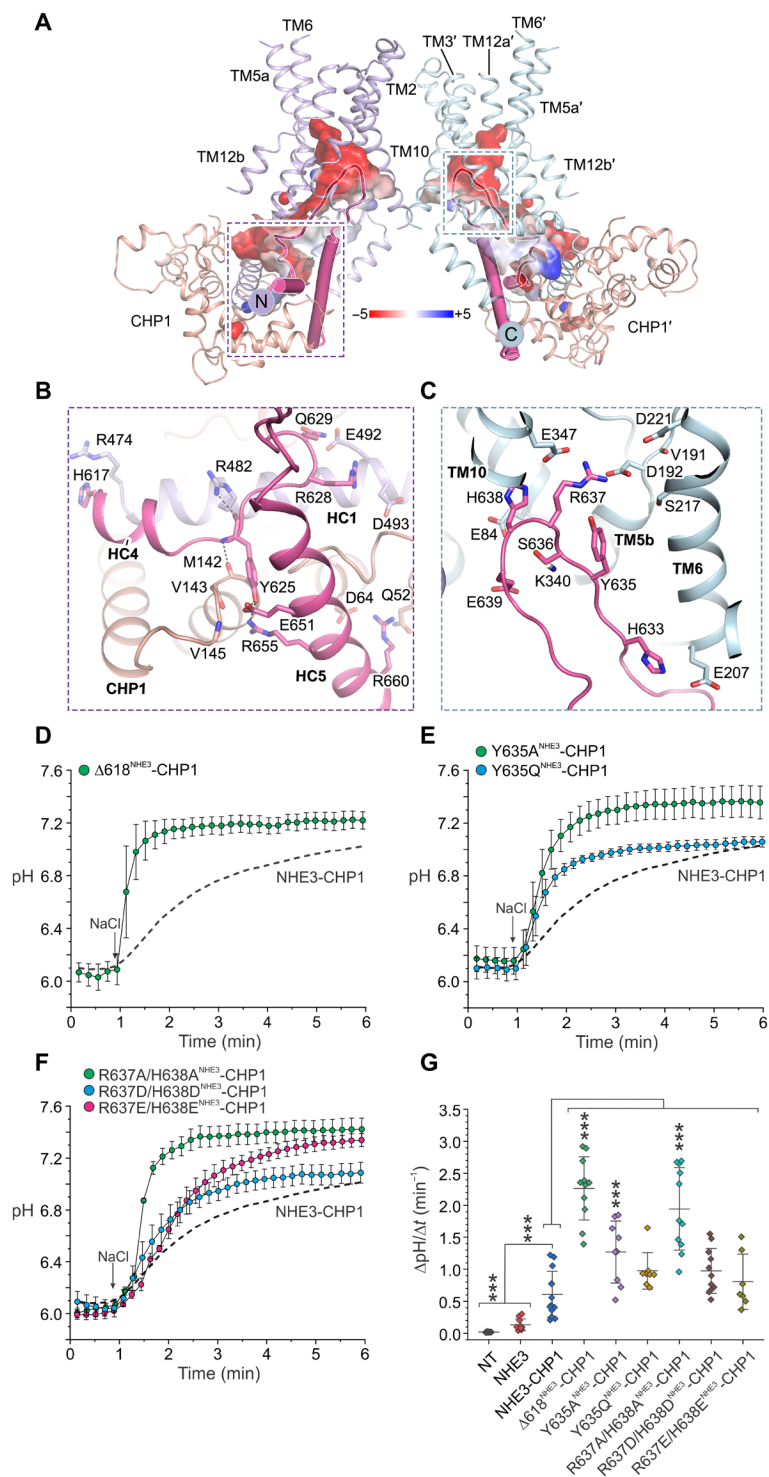 A
TM6
TM6′
TM3′
TM12a′
TM5a
TM2
TM5a′
TM12b
TM10
TM12b′
N
CHP1
−5
+5
C
CHP1′
B
C
Q629
R474
E492
R482
H617
R628
HC1
HC4
D493
M142
V143
Y625
Q52
D64
E651
V145
R655
HC5
R660
CHP1
D221
E347
V191
TM10
D192
H638
R637
S217
E84
S636
TM5b
K340
Y635
TM6
E639
H633
E207
D
Δ618NHE3-CHP1
7.6
7.2
pH
6.8
NHE3-CHP1
NaCl
6.4
6.0
0 1 2 3 4 5 6
Time (min)
E
Y635ANHE3-CHP1
Y635QNHE3-CHP1
7.6
7.2
pH
6.8
NHE3-CHP1
NaCl
6.4
6.0
0 1 2 3 4 5 6
Time (min)
F
R637A/H638ANHE3-CHP1
R637D/H638DNHE3-CHP1
R637E/H638ENHE3-CHP1
7.6
7.2
pH
6.8
NHE3-CHP1
6.4
NaCl
6.0
0 1 2 3 4 5 6
Time (min)
G
3.5
3.0
2.5
2.0
1.5
1.0
0.5
0.0
ΔpH/Δt (min−1)
***
***
***
***
***
NT
NHE3
NHE3-CHP1
Δ618NHE3-CHP1
Y635ANHE3-CHP1
Y635QNHE3-CHP1
R637A/H638ANHE3-CHP1
R637D/H638DNHE3-CHP1
R637E/H638ENHE3-CHP1